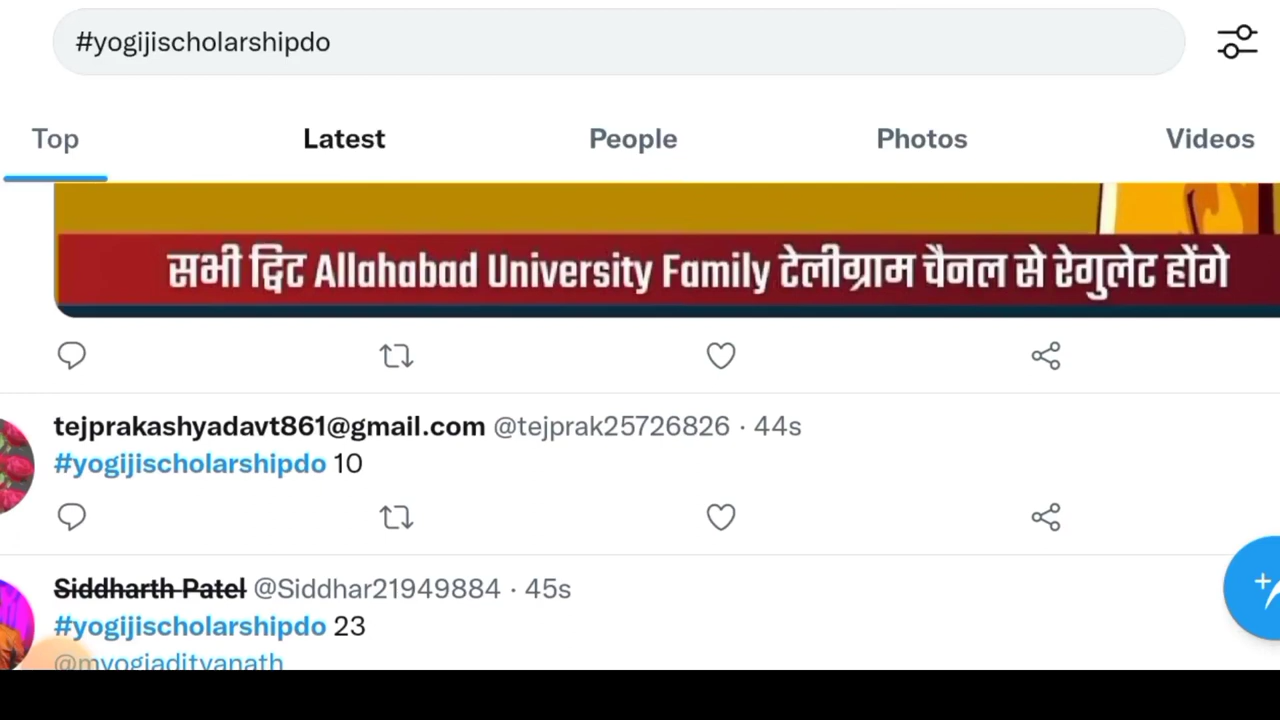 #yogijischolarshipdo
Top Latest People Photos Videos
सभी ट्विट Allahabad University Family टेलीग्राम चैनल से रेगुलेट होंगे
tejprakashyadavt861@gmail.com @tejprak25726826 · 44s
#yogijischolarshipdo 10
Siddharth Patel @Siddhar21949884 · 45s
#yogijischolarshipdo 23
@myogiadityanath